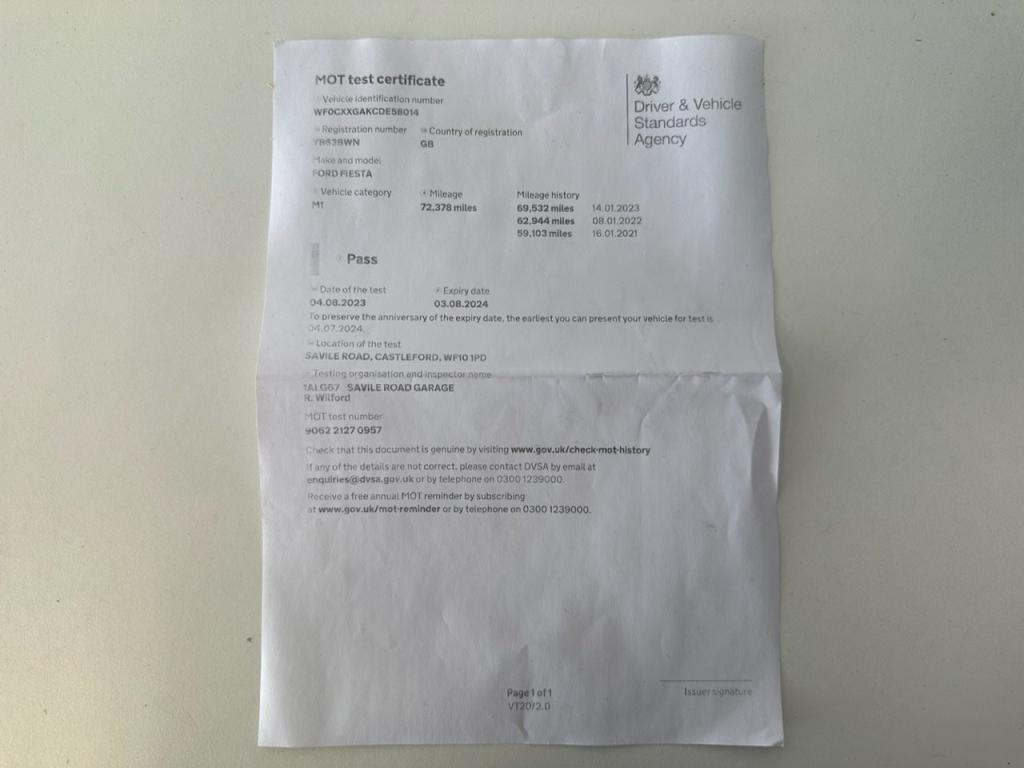 MOT test certificate
Vehicle identification number
WF0CXXGAKCDE58014
Driver & Vehicle
Standards
Agency
Registration number Country of registration
GB
Make and model
FORD FIESTA
Vehicle category Mileage Mileage history
M1 72,378 miles 69,532 miles 14.01.2023
62,944 miles 08.01.2022
59,103 miles 16.01.2021
Pass
Date of the test Expiry date
04.08.2023 03.08.2024
To preserve the anniversary of the expiry date, the earliest you can present your vehicle for test is
04.07.2024.
Location of the test
SAVILE ROAD, CASTLEFORD, WF10 1PD
Testing organisation and inspector name
SAVILE ROAD GARAGE
R. Wilford
MOT test number
9062 2127 0957
Check that this document is genuine by visiting www.gov.uk/check-mot-history
If any of the details are not correct, please contact DVSA by email at
enquiries@dvsa.gov.uk or by telephone on 0300 1239000.
Receive a free annual MOT reminder by subscribing
at www.gov.uk/mot-reminder or by telephone on 0300 1239000.
Issuer signature
Page 1 of 1
VT20/2.0